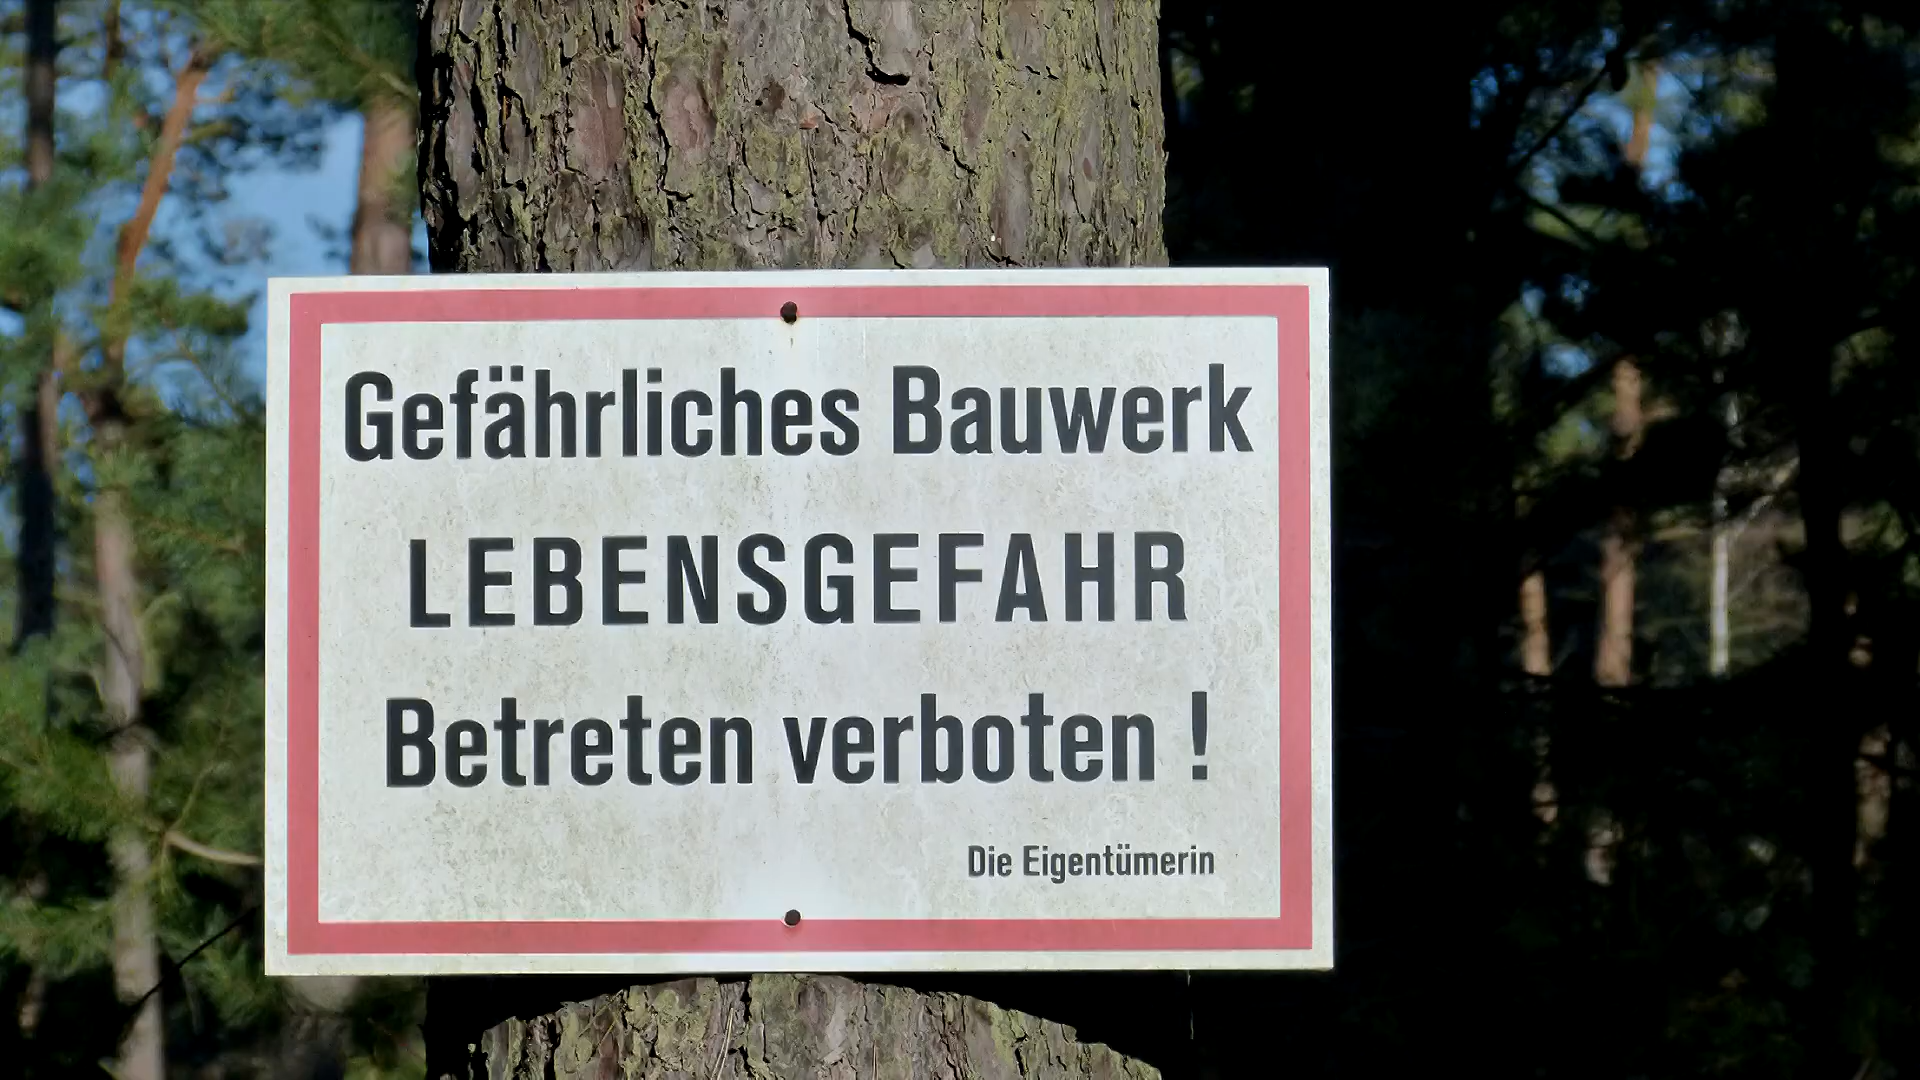 Gefährliches Bauwerk
LEBENSGEFAHR
Betreten verboten !
Die Eigentümerin